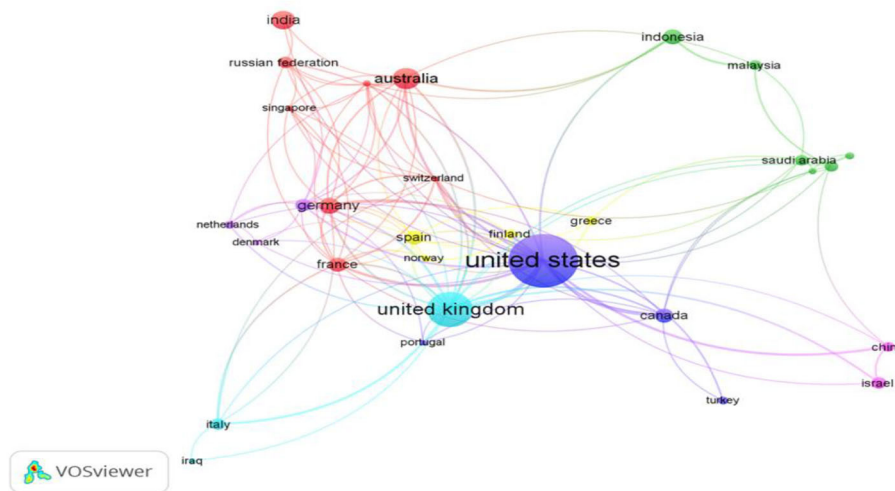 india
indonesia
russian federation
malaysia
australia
singapore
saudi arabia
switzerland
germany
netherlands
greece
finland
spain
denmark
norway
united states
france
united kingdom
canada
portugal
chin
israel
turkey
italy
iraq
VOSviewer